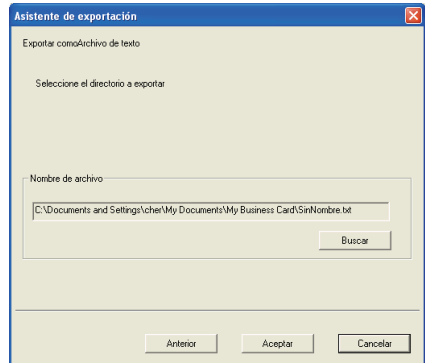 Asistente de exportación
Exportar comoArchivo de texto
Seleccione el directorio a exportar
Nombre de archivo
C:\Documents and Settings\cher\My Documents\My Business Card\SinNombre.txt
Buscar
Anterior
Aceptar
Cancelar